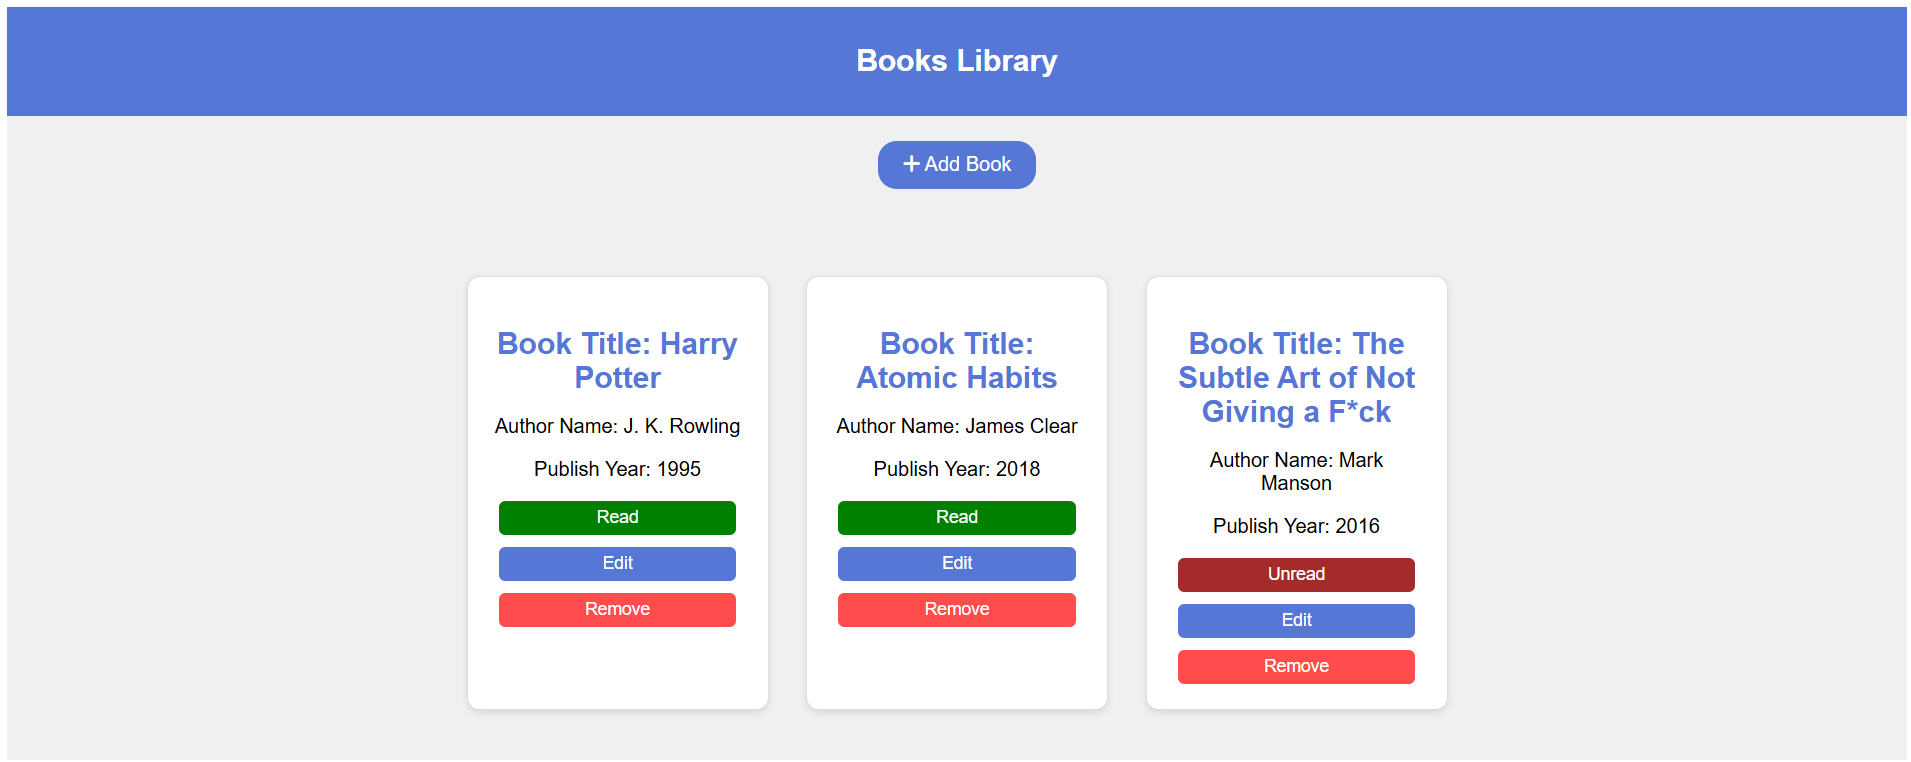 Books Library
Add Book
Book Title: Harry
Potter
Author Name: J. K. Rowling
Publish Year: 1995
Read
Edit
Remove
Book Title:
Atomic Habits
Author Name: James Clear
Publish Year: 2018
Read
Edit
Remove
Book Title: The
Subtle Art of Not
Giving a F*ck
Author Name: Mark
Manson
Publish Year: 2016
Unread
Edit
Remove